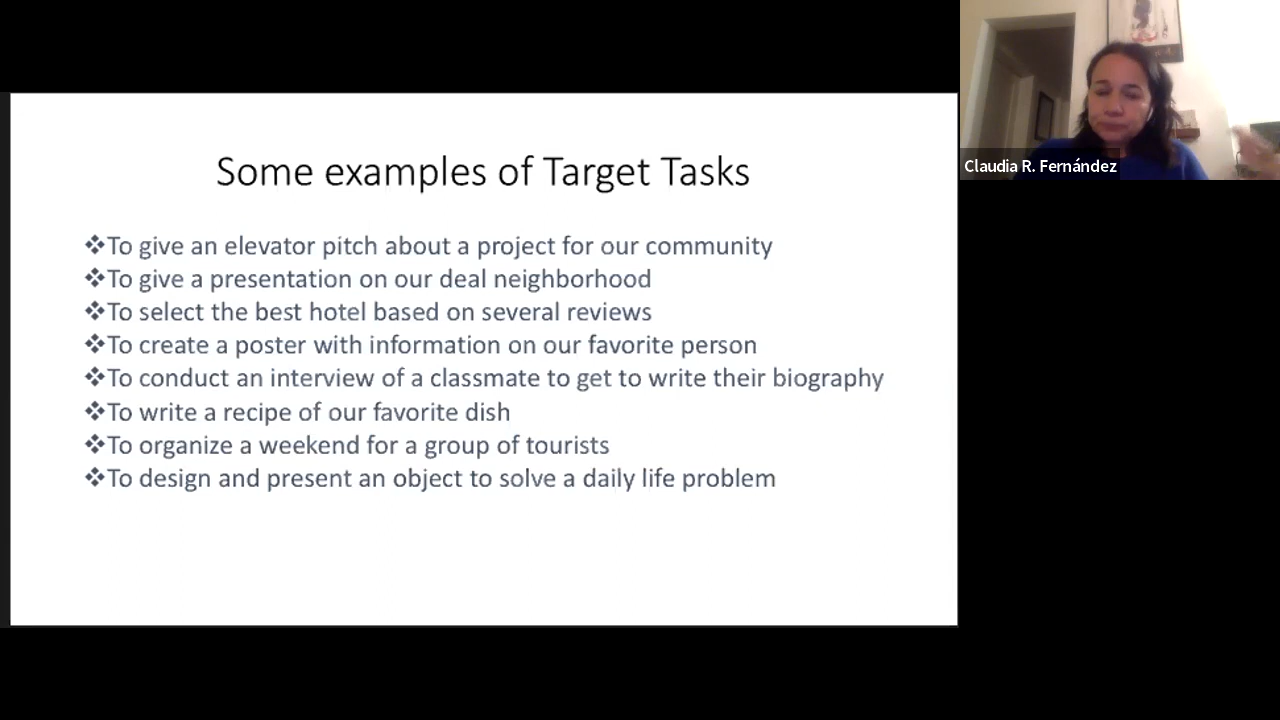 Some examples of Target Tasks
❖To give an elevator pitch about a project for our community
❖To give a presentation on our deal neighborhood
❖To select the best hotel based on several reviews
❖To create a poster with information on our favorite person
❖To conduct an interview of a classmate to get to write their biography
❖To write a recipe of our favorite dish
❖To organize a weekend for a group of tourists
❖To design and present an object to solve a daily life problem
Claudia R. Fernández